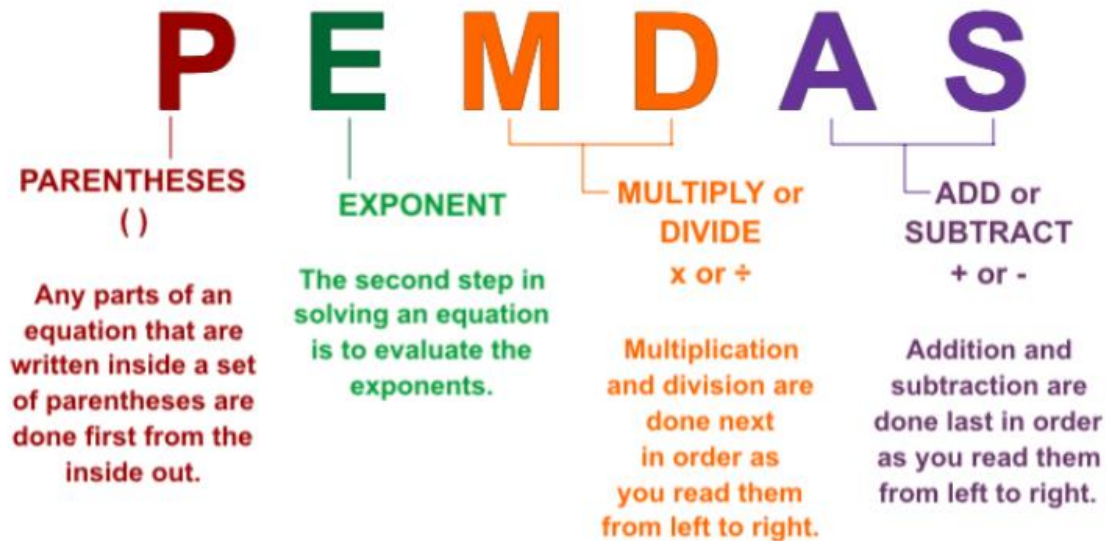 P E M D A S
PARENTHESES
( )
Any parts of an
equation that are
written inside a set
of parentheses are
done first from the
inside out.
EXPONENT
The second step in
solving an equation
is to evaluate the
exponents.
MULTIPLY or
DIVIDE
x or ÷
Multiplication
and division are
done next
in order as
you read them
from left to right.
ADD or
SUBTRACT
+ or -
Addition and
subtraction are
done last in order
as you read them
from left to right.